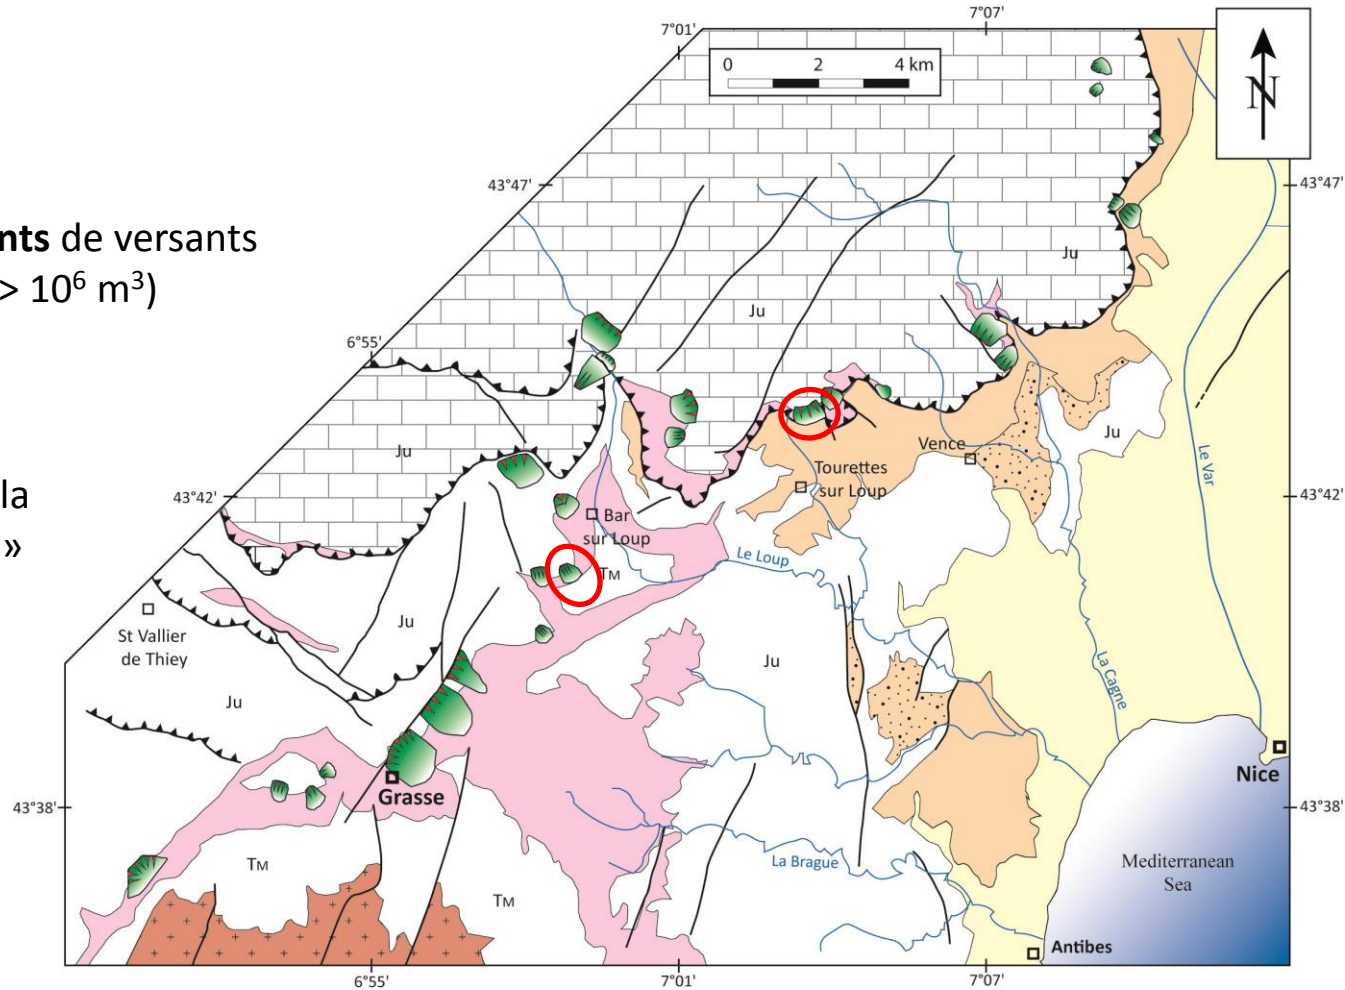 7°07'
7°01'
0 2 4 km
N
43°47'
43°47'
nts de versants
> 10⁶ m³)
Ju
Ju
6°55'
Ju
Vence
Ju
Le Var
Tourettes
sur Loup
la
»
43°42'
43°42'
Bar
sur Loup
Le Loup
TM
St Vallier
de Thiey
Ju
Ju
La Cagne
Ju
Nice
Grasse
43°38'
43°38'
TM
La Brague
Mediterranean
Sea
TM
Antibes
6°55'
7°01'
7°07'